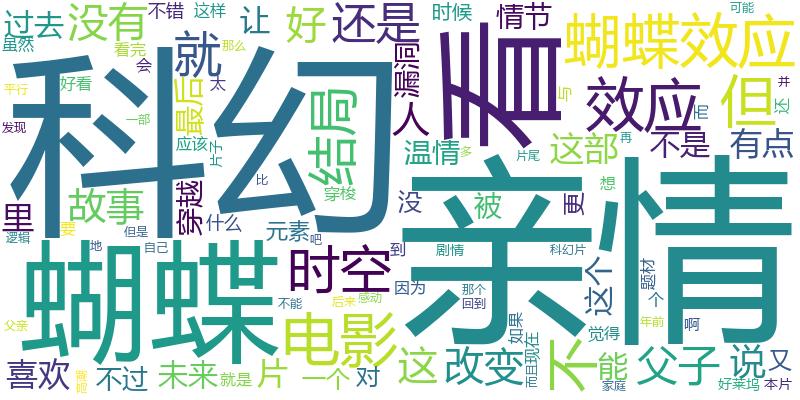 过去
没有
不错
这样
让
好
还是
时候
情节
蝴蝶效应
可能
虽然
看完
会
就
漏洞
看
科幻
平行
好看
太
最后
那么
人
效应
但
与
并
还
而
发现
一部
应该
片子
结局
温情
这部
不是
有点
片尾
再
多
亲情
里
故事
穿越
比
穿梭
没
被
更
想
逻辑
要
但是
什么
元素
吧
地
自己
蝴蝶
时空
到
剧情
科幻片
这个
题材
个
不能
后来
感动
因为
那个
回到
父亲
电影
如果
觉得
年前
啊
而且
现在
喜欢
不过
未来
就是
片
一个
对
这
改变
不
能
父子
说
又
家庭
好莱坞
本片